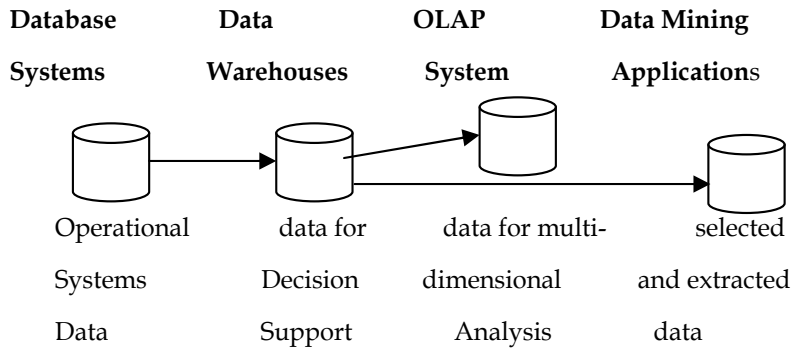 Database Data OLAP Data Mining
Systems Warehouses System Applications
Operational data for data for multi- selected
Systems Decision dimensional and extracted
Data Support Analysis data